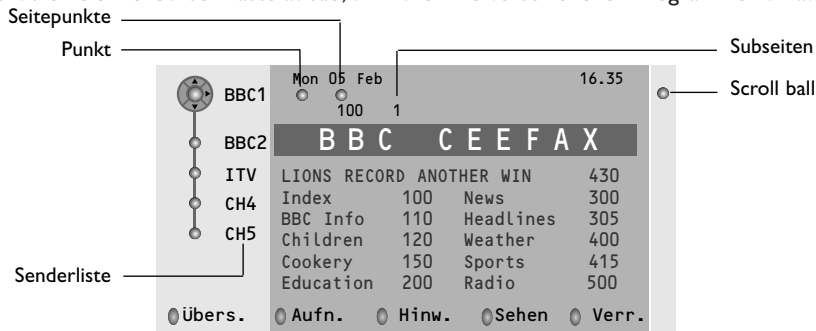 Seitepunkte
Punkt
Subseiten
Scroll ball
Mon 05 Feb 16.35
100 1
BBC1
BBC2
ITV
CH4
CH5
BBC CEEFAX
LIONS RECORD ANOTHER WIN 430
Index 100 News 300
BBC Info 110 Headlines 305
Children 120 Weather 400
Cookery 150 Sports 415
Education 200 Radio 500
Senderliste
Übers. Aufn. Hinw. Sehen Verr.